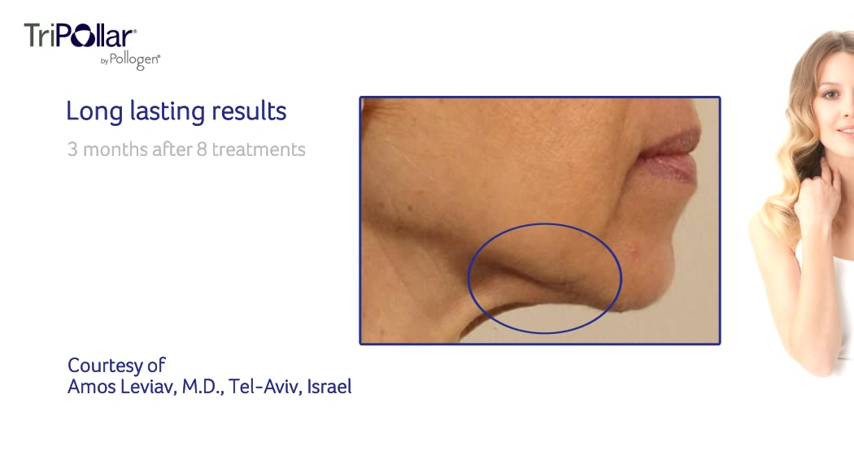 TriPollar®
by Pollogen®
Long lasting results
3 months after 8 treatments
Courtesy of
Amos Leviav, M.D., Tel-Aviv, Israel